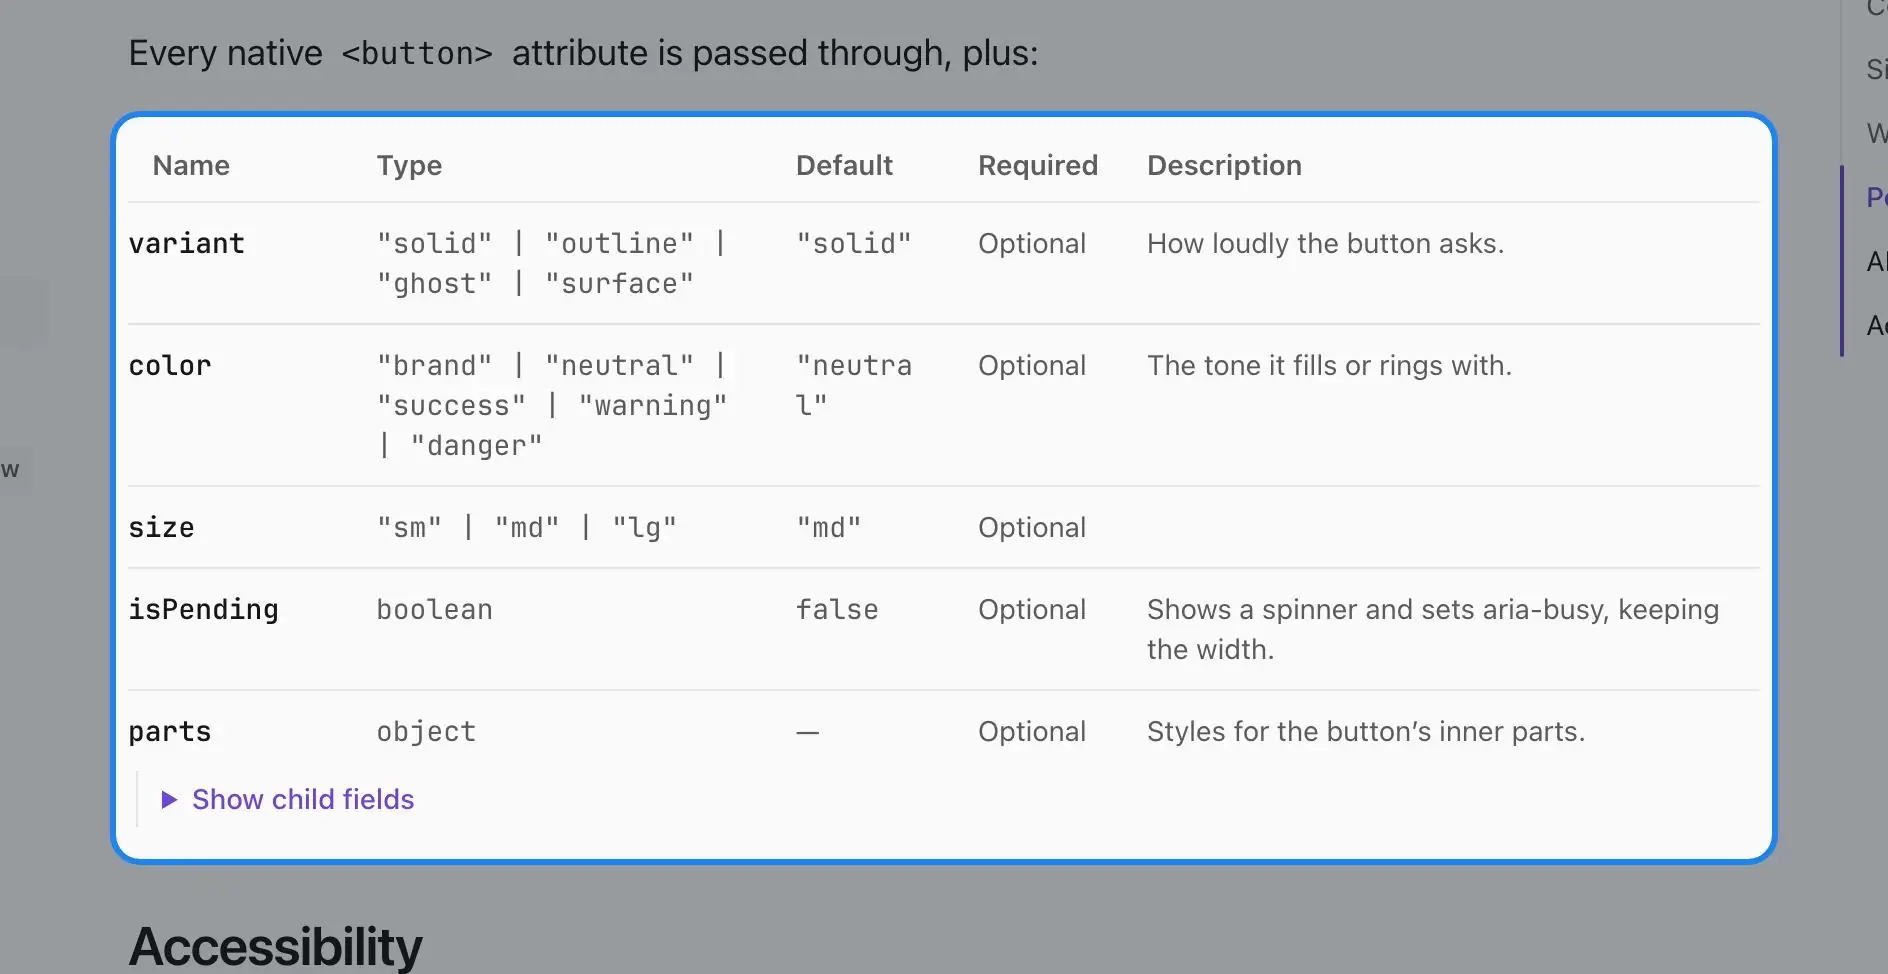 Every native <button> attribute is passed through, plus:
Name Type Default Required Description
variant "solid" | "outline" | "ghost" | "surface" "solid" Optional How loudly the button asks.
color "brand" | "neutral" | "success" | "warning" | "danger" "neutral" Optional The tone it fills or rings with.
size "sm" | "md" | "lg" "md" Optional
isPending boolean false Optional Shows a spinner and sets aria-busy, keeping the width.
parts object — Optional Styles for the button’s inner parts.
▶ Show child fields
Accessibility
w